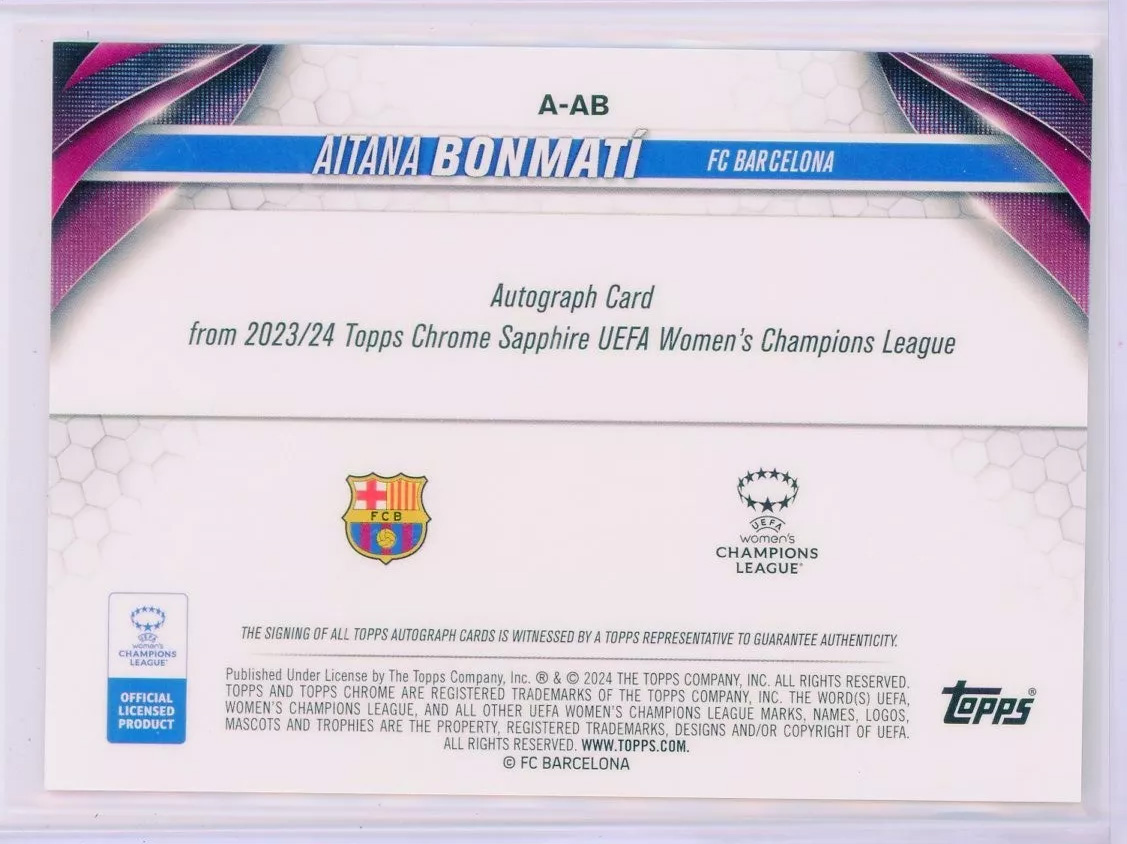 A-AB
AITANA BONMATÍ FC BARCELONA
Autograph Card
from 2023/24 Topps Chrome Sapphire UEFA Women's Champions League
FCB
UEFA
women's
CHAMPIONS
LEAGUE
UEFA
women's
CHAMPIONS
LEAGUE
OFFICIAL
LICENSED
PRODUCT
THE SIGNING OF ALL TOPPS AUTOGRAPH CARDS IS WITNESSED BY A TOPPS REPRESENTATIVE TO GUARANTEE AUTHENTICITY.
Published Under License by The Topps Company, Inc. ® & © 2024 THE TOPPS COMPANY, INC. ALL RIGHTS RESERVED.
TOPPS AND TOPPS CHROME ARE REGISTERED TRADEMARKS OF THE TOPPS COMPANY, INC. THE WORD(S) UEFA,
WOMEN'S CHAMPIONS LEAGUE, AND ALL OTHER UEFA WOMEN'S CHAMPIONS LEAGUE MARKS, NAMES, LOGOS,
MASCOTS AND TROPHIES ARE THE PROPERTY, REGISTERED TRADEMARKS, DESIGNS AND/OR COPYRIGHT OF UEFA.
ALL RIGHTS RESERVED. WWW.TOPPS.COM.
© FC BARCELONA
topps®